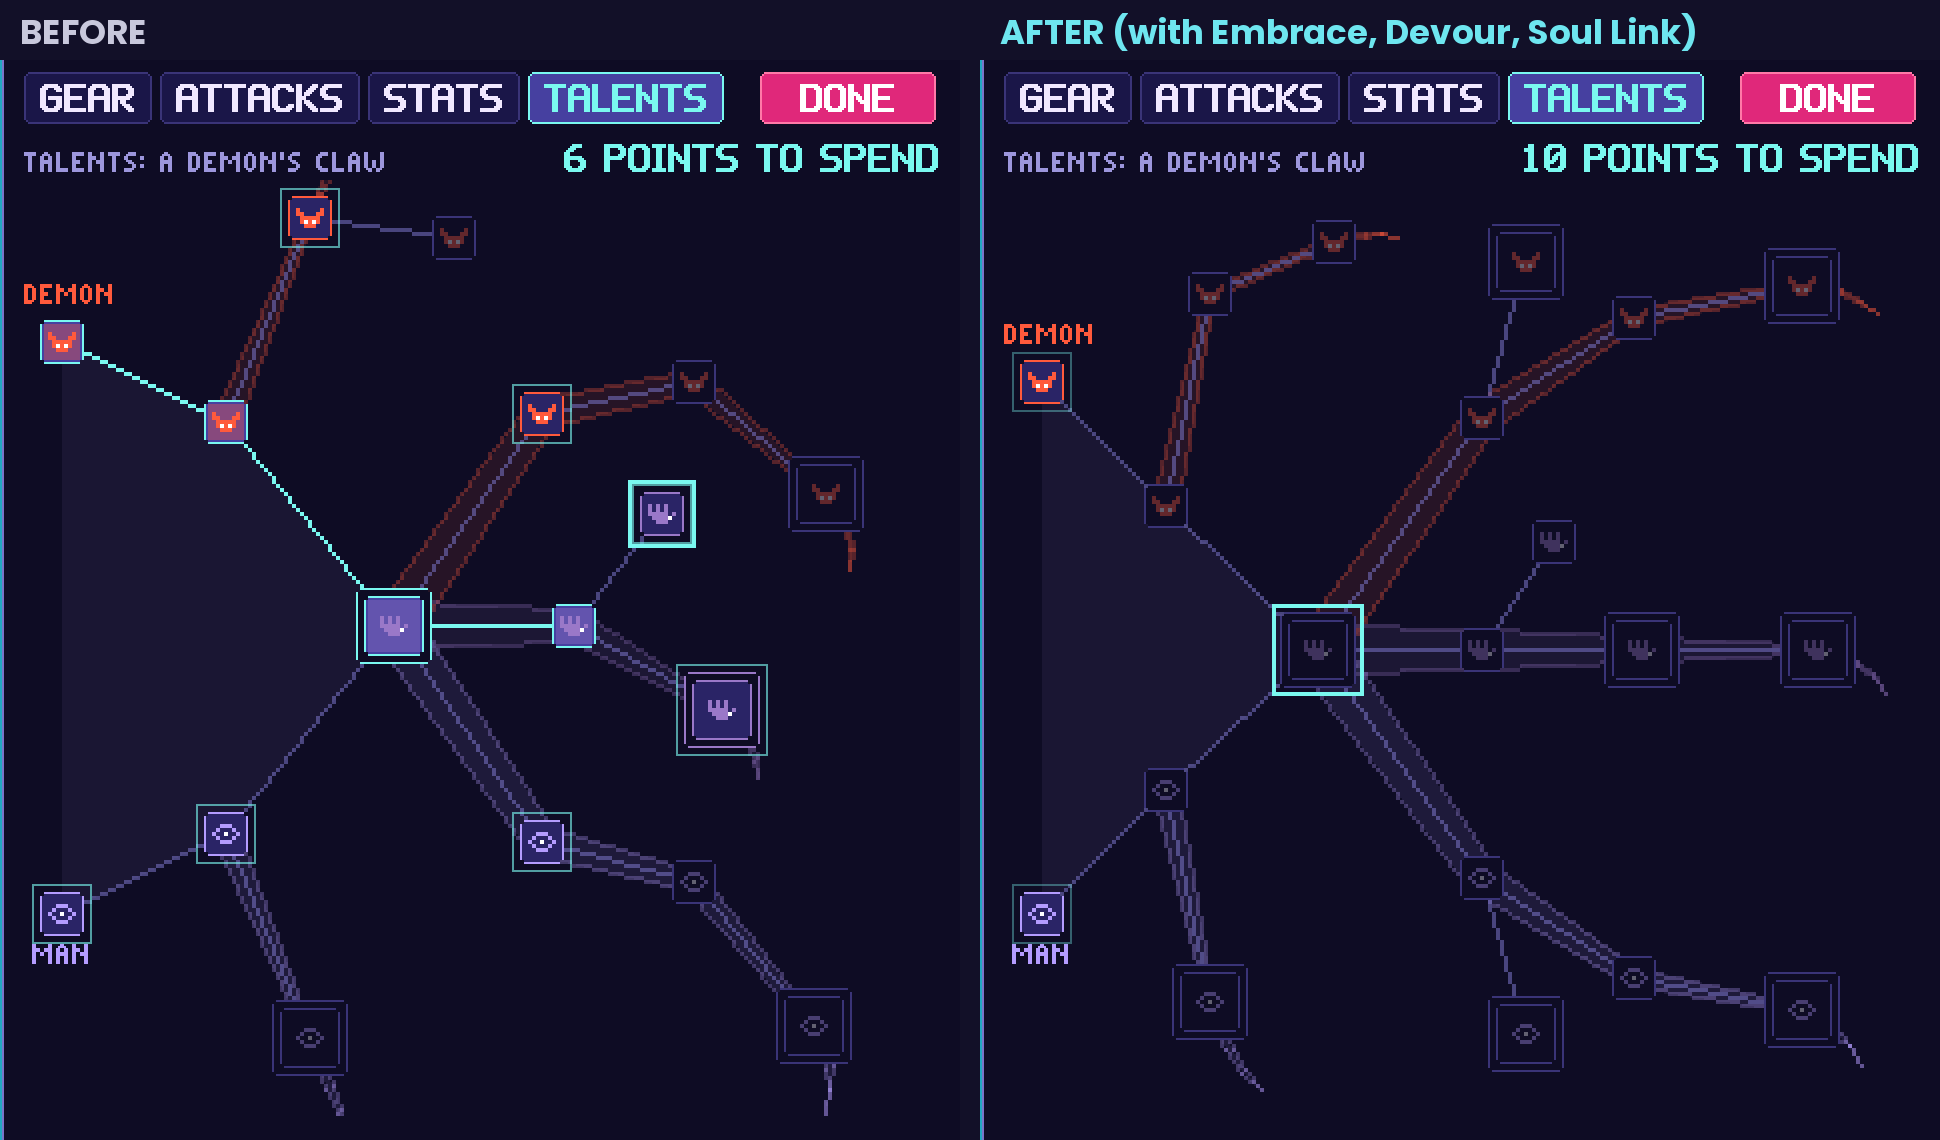 BEFORE
GEAR ATTACKS STATS TALENTS DONE
TALENTS: A DEMON'S CLAW 6 POINTS TO SPEND
DEMON
MAN
AFTER (with Embrace, Devour, Soul Link)
GEAR ATTACKS STATS TALENTS DONE
TALENTS: A DEMON'S CLAW 10 POINTS TO SPEND
DEMON
MAN